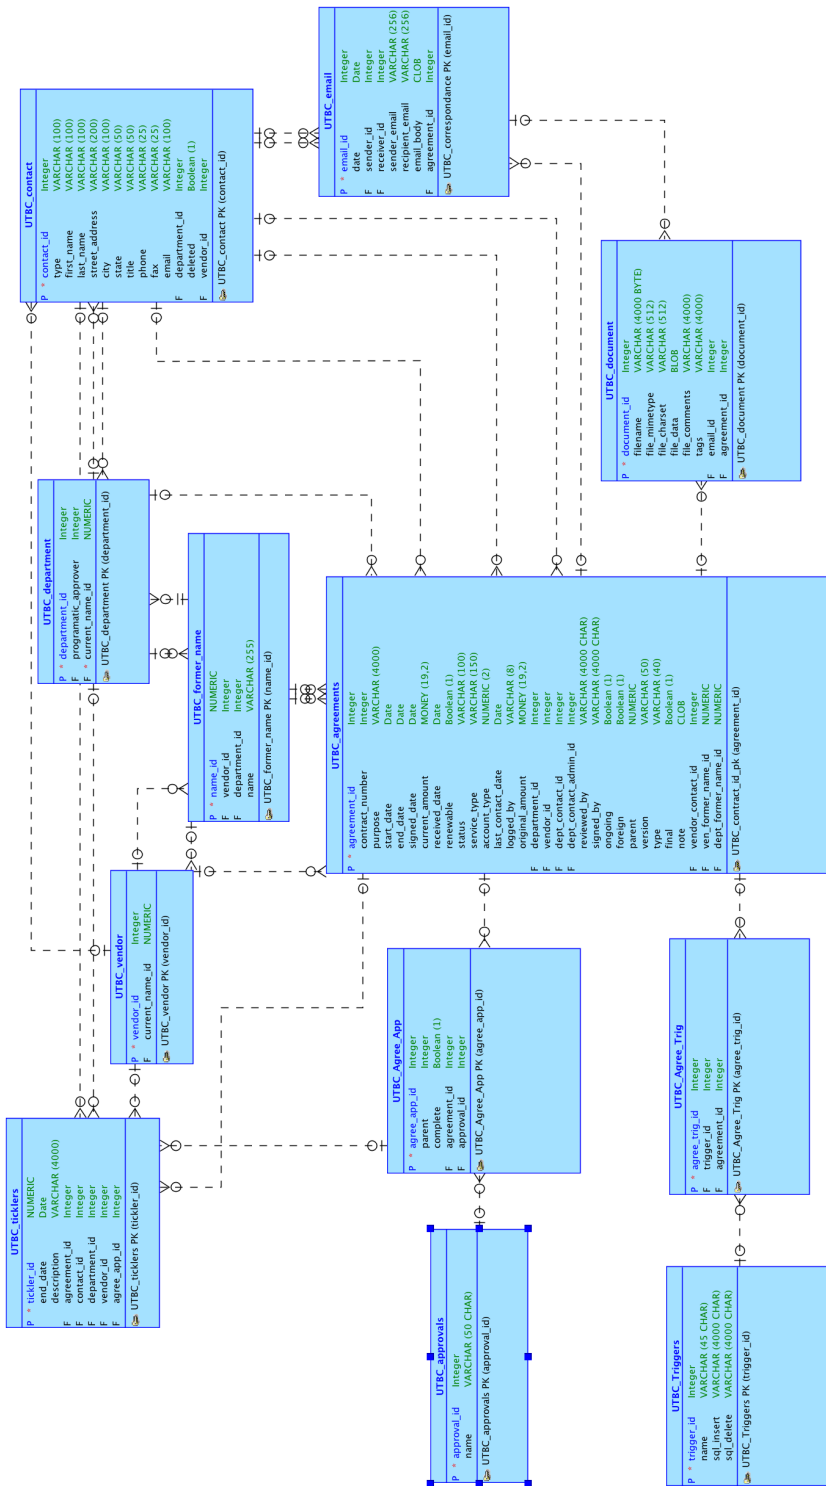 UTBC_ticklers
P * tickler_id NUMERIC
end_date Date
description VARCHAR (4000)
F agreement_id Integer
F contact_id Integer
F department_id Integer
F vendor_id Integer
F agree_app_id Integer
UTBC_ticklers PK (tickler_id)
UTBC_contact
P * contact_id Integer
type VARCHAR (100)
first_name VARCHAR (100)
last_name VARCHAR (100)
street_address VARCHAR (200)
city VARCHAR (100)
state VARCHAR (50)
title VARCHAR (50)
phone VARCHAR (25)
fax VARCHAR (25)
email VARCHAR (100)
F department_id Integer
deleted Boolean (1)
F vendor_id Integer
UTBC_contact PK (contact_id)
UTBC_department
P * department_id Integer
F programatic_approver Integer
F * current_name_id NUMERIC
UTBC_department PK (department_id)
UTBC_vendor
P * vendor_id Integer
F current_name_id NUMERIC
UTBC_vendor PK (vendor_id)
UTBC_former_name
P * name_id NUMERIC
F vendor_id Integer
F department_id Integer
name VARCHAR (255)
UTBC_former_name PK (name_id)
UTBC_email
P * email_id Integer
date Date
F sender_id Integer
F receiver_id Integer
sender_email VARCHAR (256)
recipient_email VARCHAR (256)
email_body CLOB
F agreement_id Integer
UTBC_correspondance PK (email_id)
UTBC_agreements
P * agreement_id Integer
contract_number Integer
purpose VARCHAR (4000)
start_date Date
end_date Date
signed_date Date
current_amount MONEY (19,2)
received_date Date
renewable Boolean (1)
status VARCHAR (100)
service_type VARCHAR (150)
account_type NUMERIC (2)
last_contact_date Date
logged_by VARCHAR (8)
original_amount MONEY (19,2)
F department_id Integer
F vendor_id Integer
F dept_contact_id Integer
F dept_contact_admin_id Integer
reviewed_by VARCHAR (4000 CHAR)
signed_by VARCHAR (4000 CHAR)
ongoing Boolean (1)
foreign Boolean (1)
parent NUMERIC
version VARCHAR (50)
type VARCHAR (40)
final Boolean (1)
note CLOB
F vendor_contact_id Integer
F ven_former_name_id NUMERIC
F dept_former_name_id NUMERIC
UTBC_contract_id_pk (agreement_id)
UTBC_Agree_App
P * agree_app_id Integer
parent Integer
complete Boolean (1)
F agreement_id Integer
F approval_id Integer
UTBC_Agree_App PK (agree_app_id)
UTBC_approvals
P * approval_id Integer
name VARCHAR (50 CHAR)
UTBC_approvals PK (approval_id)
UTBC_document
P * document_id Integer
filename VARCHAR (4000 BYTE)
file_mimetype VARCHAR (512)
file_charset VARCHAR (512)
file_data BLOB
file_comments VARCHAR (4000)
tags VARCHAR (4000)
F email_id Integer
F agreement_id Integer
UTBC_document PK (document_id)
UTBC_Triggers
P * trigger_id Integer
name VARCHAR (45 CHAR)
sql_insert VARCHAR (4000 CHAR)
sql_delete VARCHAR (4000 CHAR)
UTBC_Triggers PK (trigger_id)
UTBC_Agree_Trig
P * agree_trig_id Integer
F trigger_id Integer
F agreement_id Integer
UTBC_Agree_Trig PK (agree_trig_id)